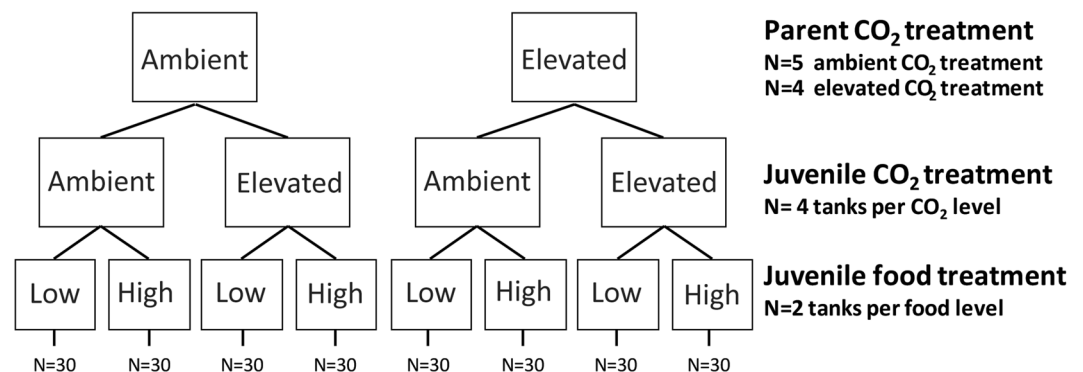 Ambient Elevated
Parent CO₂ treatment
N=5 ambient CO₂ treatment
N=4 elevated CO₂ treatment
Ambient Elevated Ambient Elevated
Juvenile CO₂ treatment
N= 4 tanks per CO₂ level
Low High Low High Low High Low High
Juvenile food treatment
N=2 tanks per food level
N=30 N=30 N=30 N=30 N=30 N=30 N=30 N=30